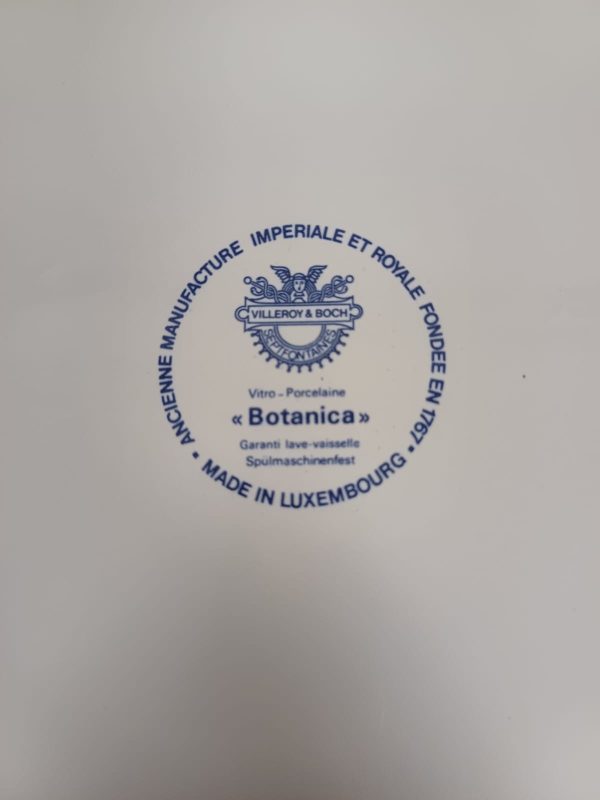 ANCIENNE MANUFACTURE IMPERIALE ET ROYALE FONDEE EN 1767
VILLEROY & BOCH
SEPTFONTAINES
Vitro-Porcelaine
«Botanica»
Garanti lave-vaisselle
Spülmaschinenfest
• MADE IN LUXEMBOURG •